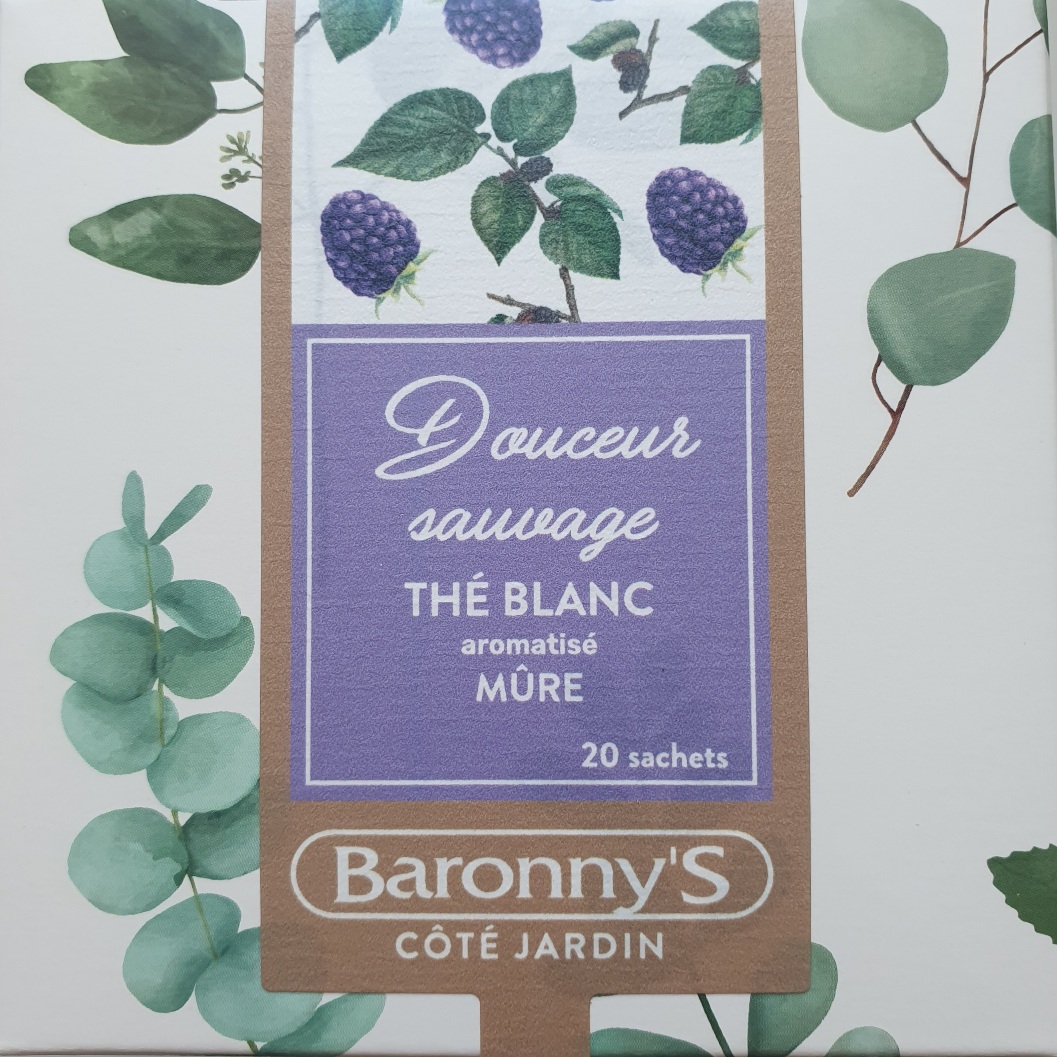 Douceur
sauvage
THÉ BLANC
aromatisé
MÛRE
20 sachets
Baronny'S
CÔTÉ JARDIN